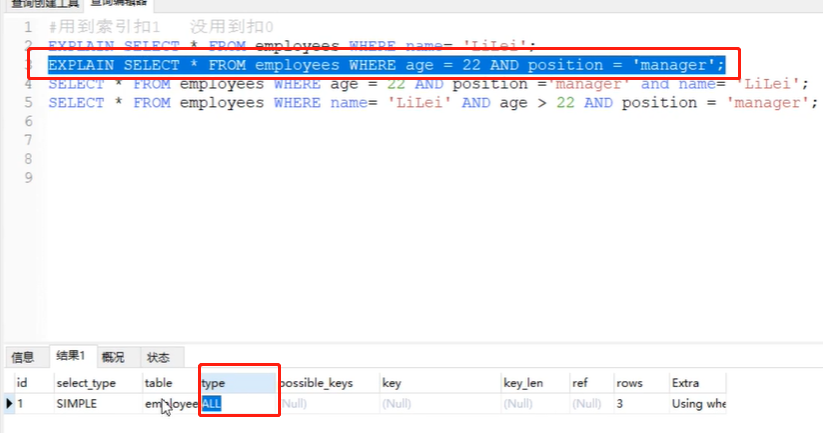 查询创建工具 查询编辑器
1 #用到索引扣1 没用到扣0
2 EXPLAIN SELECT * FROM employees WHERE name= 'LiLei';
3 EXPLAIN SELECT * FROM employees WHERE age = 22 AND position = 'manager';
4 SELECT * FROM employees WHERE age = 22 AND position ='manager' and name= 'LiLei';
5 SELECT * FROM employees WHERE name= 'LiLei' AND age > 22 AND position = 'manager';
6
7
8
9
信息 结果1 概况 状态
id select_type table type possible_keys key key_len ref rows Extra
1 SIMPLE employee ALL (Null) (Null) (Null) (Null) 3 Using whe